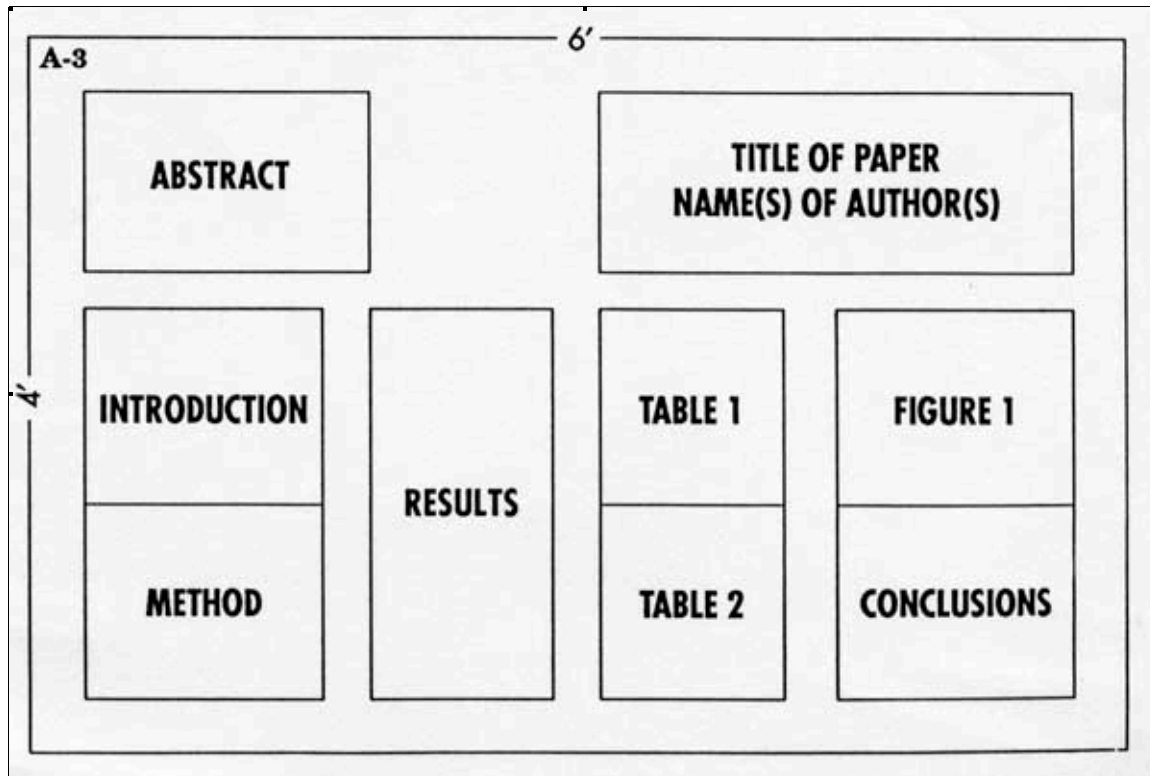 6'
A-3
ABSTRACT
TITLE OF PAPER
NAME(S) OF AUTHOR(S)
4'
INTRODUCTION
METHOD
RESULTS
TABLE 1
TABLE 2
FIGURE 1
CONCLUSIONS